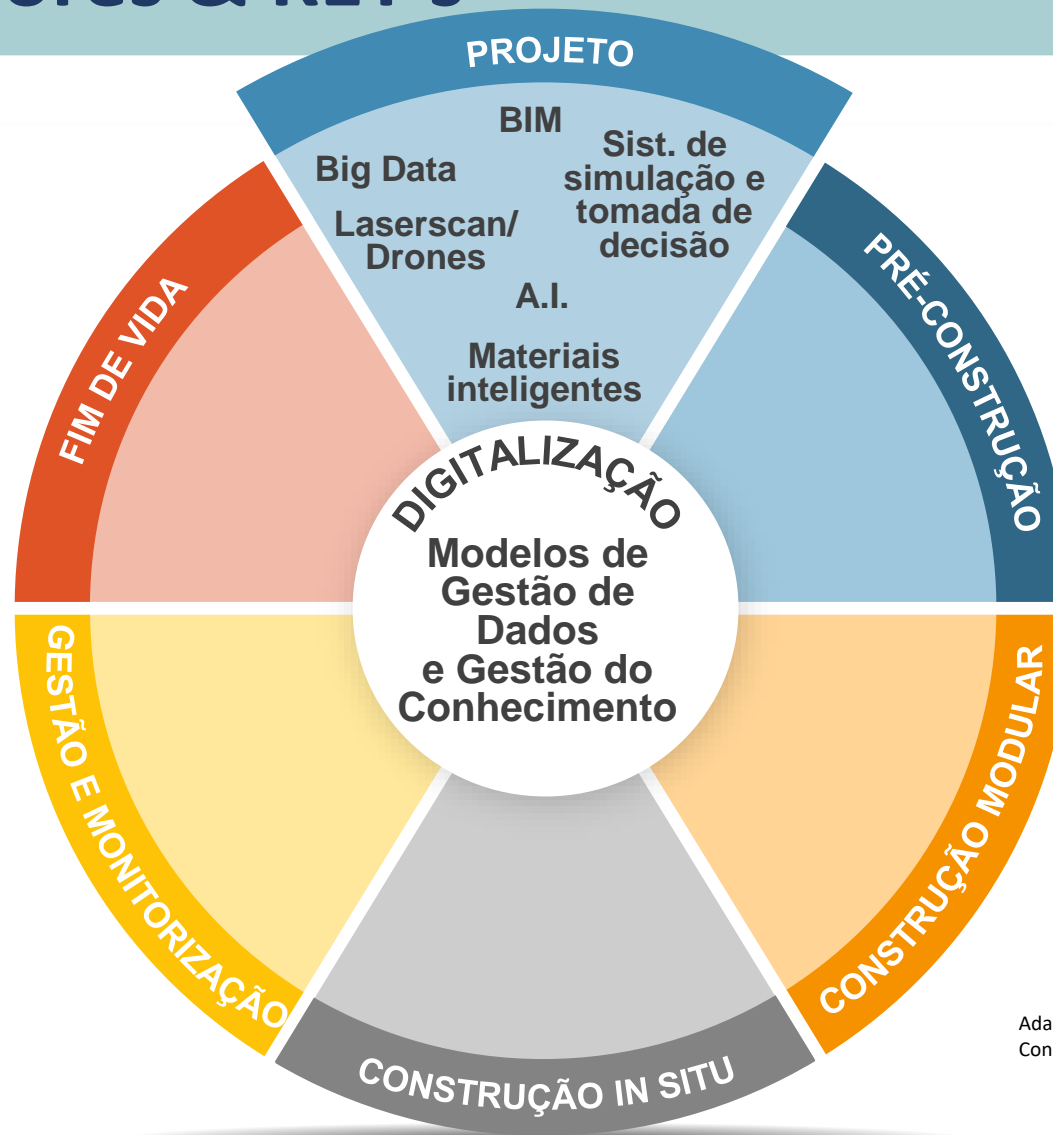 & KET's
PROJETO
BIM
Big Data
Sist. de
simulação e
tomada de
decisão
Laserscan/
Drones
A.I.
Materiais
inteligentes
PRÉ-CONSTRUÇÃO
CONSTRUÇÃO MODULAR
CONSTRUÇÃO IN SITU
GESTÃO E MONITORIZAÇÃO
FIM DE VIDA
DIGITALIZAÇÃO
Modelos de
Gestão de
Dados
e Gestão do
Conhecimento